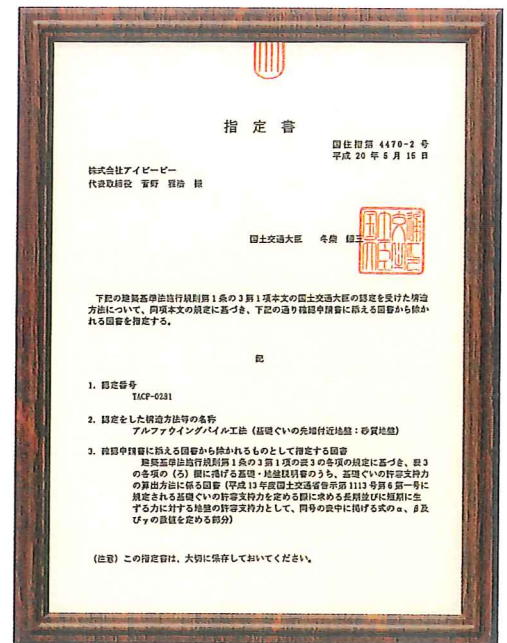 指定書
国住指第 4470-2 号
平成 20 年 5 月 15 日
株式会社アイビーピー
代表取締役 菅野 雅浩 様
国土交通大臣 冬柴 鐵三
下記の建築基準法施行規則第1条の3第1項本文の国土交通大臣の認定を受けた構造
方法について、同項本文の規定に基づき、下記の通り確認申請書に添える図書から除か
れる図書を指定する。
記
1. 認定番号
TACP-0281
2. 認定をした構造方法等の名称
アルファウイングパイル工法（基礎ぐいの先端付近地盤：砂質地盤）
3. 確認申請書に添える図書から除かれるものとして指定する図書
建築基準法施行規則第1条の3第1項の表3の各項の規定に基づき、表3
の各項の（ろ）欄に掲げる基礎・地盤説明書のうち、基礎ぐいの許容支持力
の算出方法に係る図書（平成13年度国土交通省告示第1113号第6第一号に
規定される基礎ぐいの許容支持力を定める際に求める長期並びに短期に生
ずる力に対する地盤の許容支持力として、同号の表中に掲げる式のα、β及
びγの数値を定める部分）
（注意）この指定書は、大切に保存しておいてください。